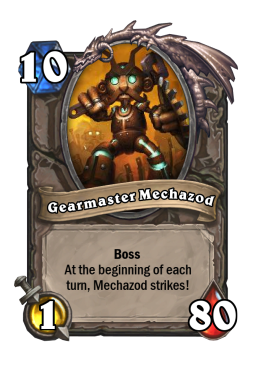 10
Gearmaster Mechazod
Boss
At the beginning of each
turn, Mechazod strikes!
1
80